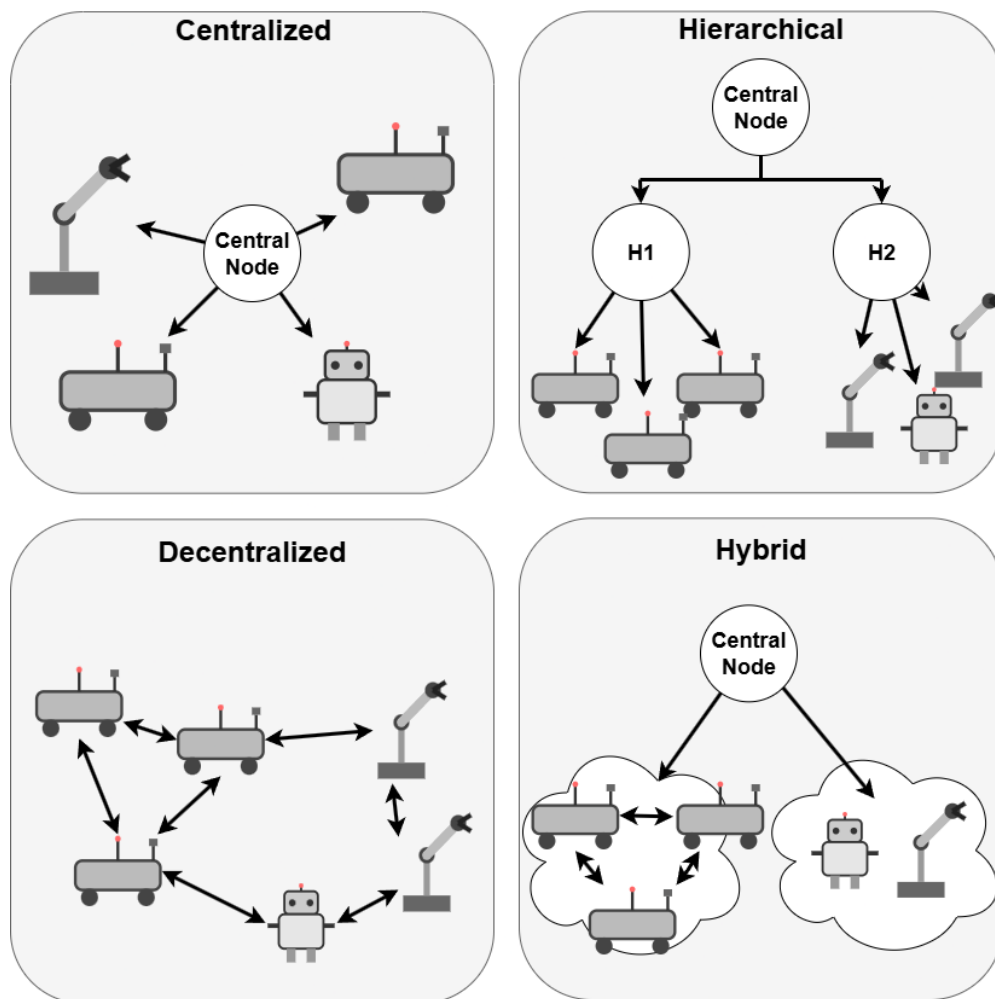 Centralized
Central
Node
Hierarchical
Central
Node
H1
H2
Decentralized
Hybrid
Central
Node